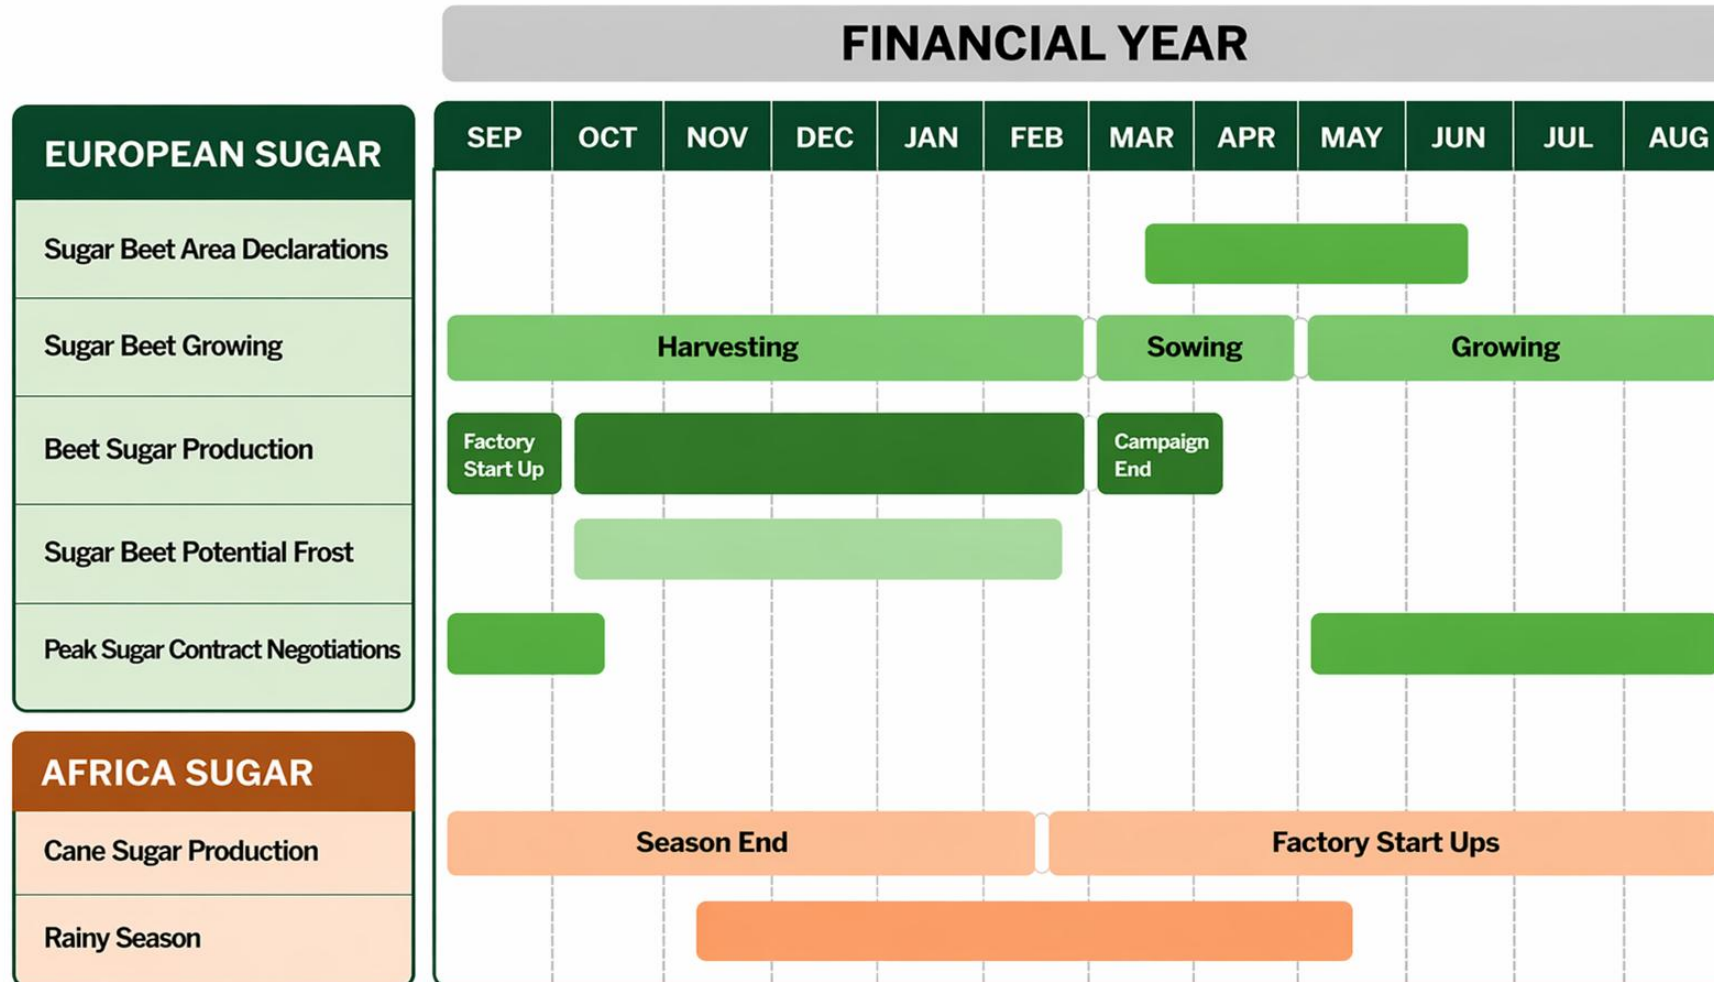 FINANCIAL YEAR
EUROPEAN SUGAR
SEP OCT NOV DEC JAN FEB MAR APR MAY JUN JUL AUG
Sugar Beet Area Declarations
Sugar Beet Growing
Harvesting
Sowing
Growing
Beet Sugar Production
Factory
Start Up
Campaign
End
Sugar Beet Potential Frost
Peak Sugar Contract Negotiations
AFRICA SUGAR
Cane Sugar Production
Season End
Factory Start Ups
Rainy Season